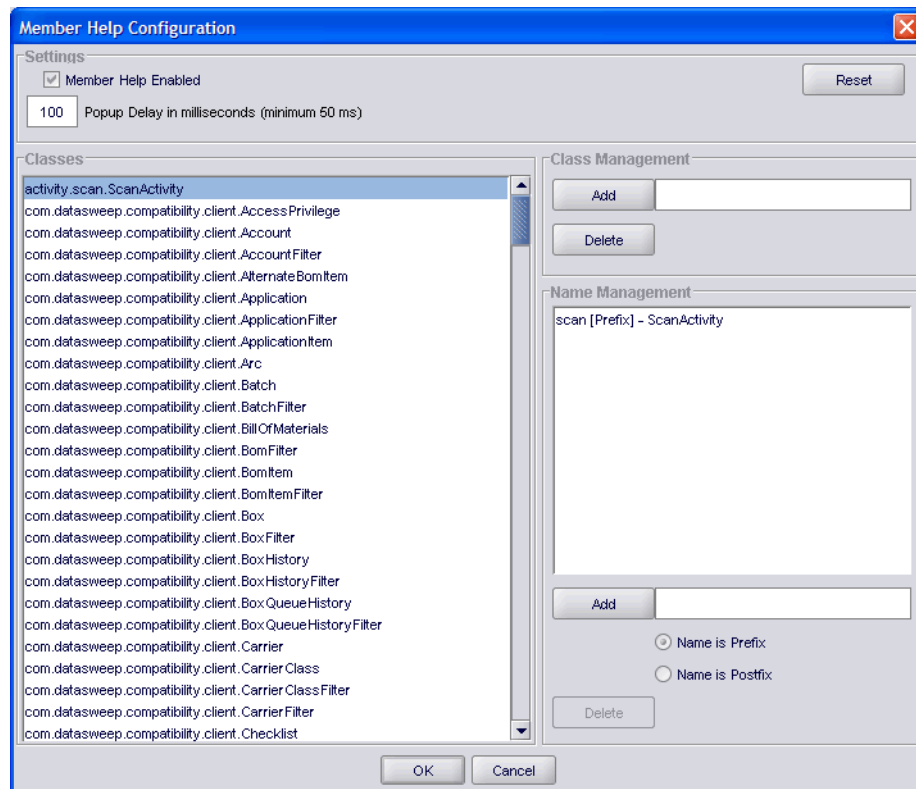 Member Help Configuration
Settings
Member Help Enabled
Reset
100 Popup Delay in milliseconds (minimum 50 ms)
Classes
activity.scan.ScanActivity
com.datasweep.compatibility.client.AccessPrivilege
com.datasweep.compatibility.client.Account
com.datasweep.compatibility.client.AccountFilter
com.datasweep.compatibility.client.AlternateBomItem
com.datasweep.compatibility.client.Application
com.datasweep.compatibility.client.ApplicationFilter
com.datasweep.compatibility.client.ApplicationItem
com.datasweep.compatibility.client.Arc
com.datasweep.compatibility.client.Batch
com.datasweep.compatibility.client.BatchFilter
com.datasweep.compatibility.client.BillOfMaterials
com.datasweep.compatibility.client.BomFilter
com.datasweep.compatibility.client.BomItem
com.datasweep.compatibility.client.BomItemFilter
com.datasweep.compatibility.client.Box
com.datasweep.compatibility.client.BoxFilter
com.datasweep.compatibility.client.BoxHistory
com.datasweep.compatibility.client.BoxHistoryFilter
com.datasweep.compatibility.client.BoxQueueHistory
com.datasweep.compatibility.client.BoxQueueHistoryFilter
com.datasweep.compatibility.client.Carrier
com.datasweep.compatibility.client.CarrierClass
com.datasweep.compatibility.client.CarrierClassFilter
com.datasweep.compatibility.client.CarrierFilter
com.datasweep.compatibility.client.Checklist
Class Management
Add
Delete
Name Management
scan [Prefix] - ScanActivity
Add
Name is Prefix
Name is Postfix
Delete
OK
Cancel